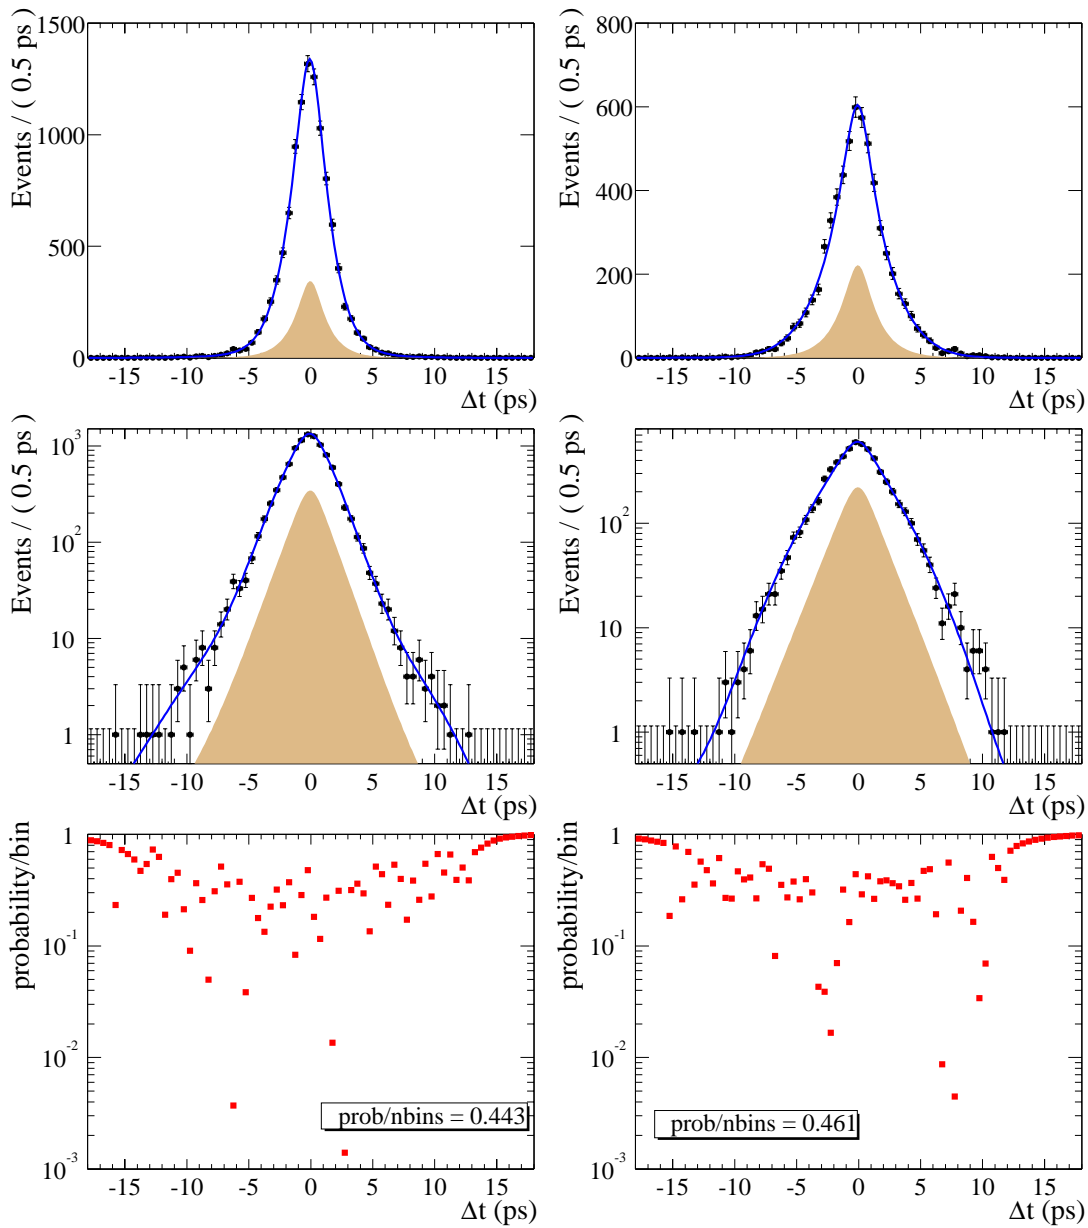 Events / ( 0.5 ps )
1500
1000
500
0
-15 -10 -5 0 5 10 15
Δt (ps)
Events / ( 0.5 ps )
800
600
400
200
0
-15 -10 -5 0 5 10 15
Δt (ps)
Events / ( 0.5 ps )
10³
10²
10
1
-15 -10 -5 0 5 10 15
Δt (ps)
Events / ( 0.5 ps )
10²
10
1
-15 -10 -5 0 5 10 15
Δt (ps)
probability/bin
1
10⁻¹
10⁻²
10⁻³
prob/nbins = 0.443
-15 -10 -5 0 5 10 15
Δt (ps)
probability/bin
1
10⁻¹
10⁻²
10⁻³
prob/nbins = 0.461
-15 -10 -5 0 5 10 15
Δt (ps)